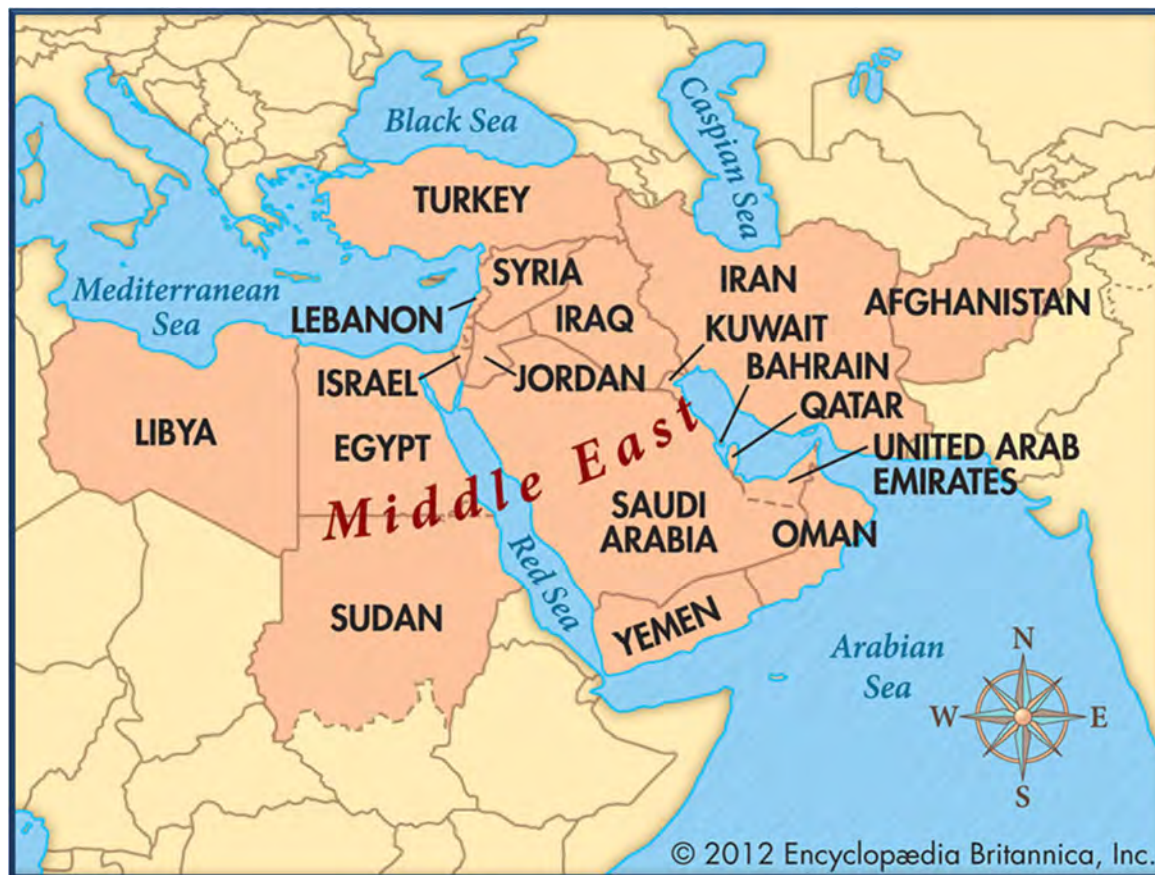 Black Sea
Caspian Sea
TURKEY
Mediterranean
Sea
SYRIA
IRAN
LEBANON
IRAQ
AFGHANISTAN
KUWAIT
ISRAEL
JORDAN
BAHRAIN
QATAR
LIBYA
EGYPT
UNITED ARAB
EMIRATES
Middle East
SAUDI
ARABIA
OMAN
Red Sea
SUDAN
YEMEN
Arabian
Sea
N
W
E
S
© 2012 Encyclopædia Britannica, Inc.